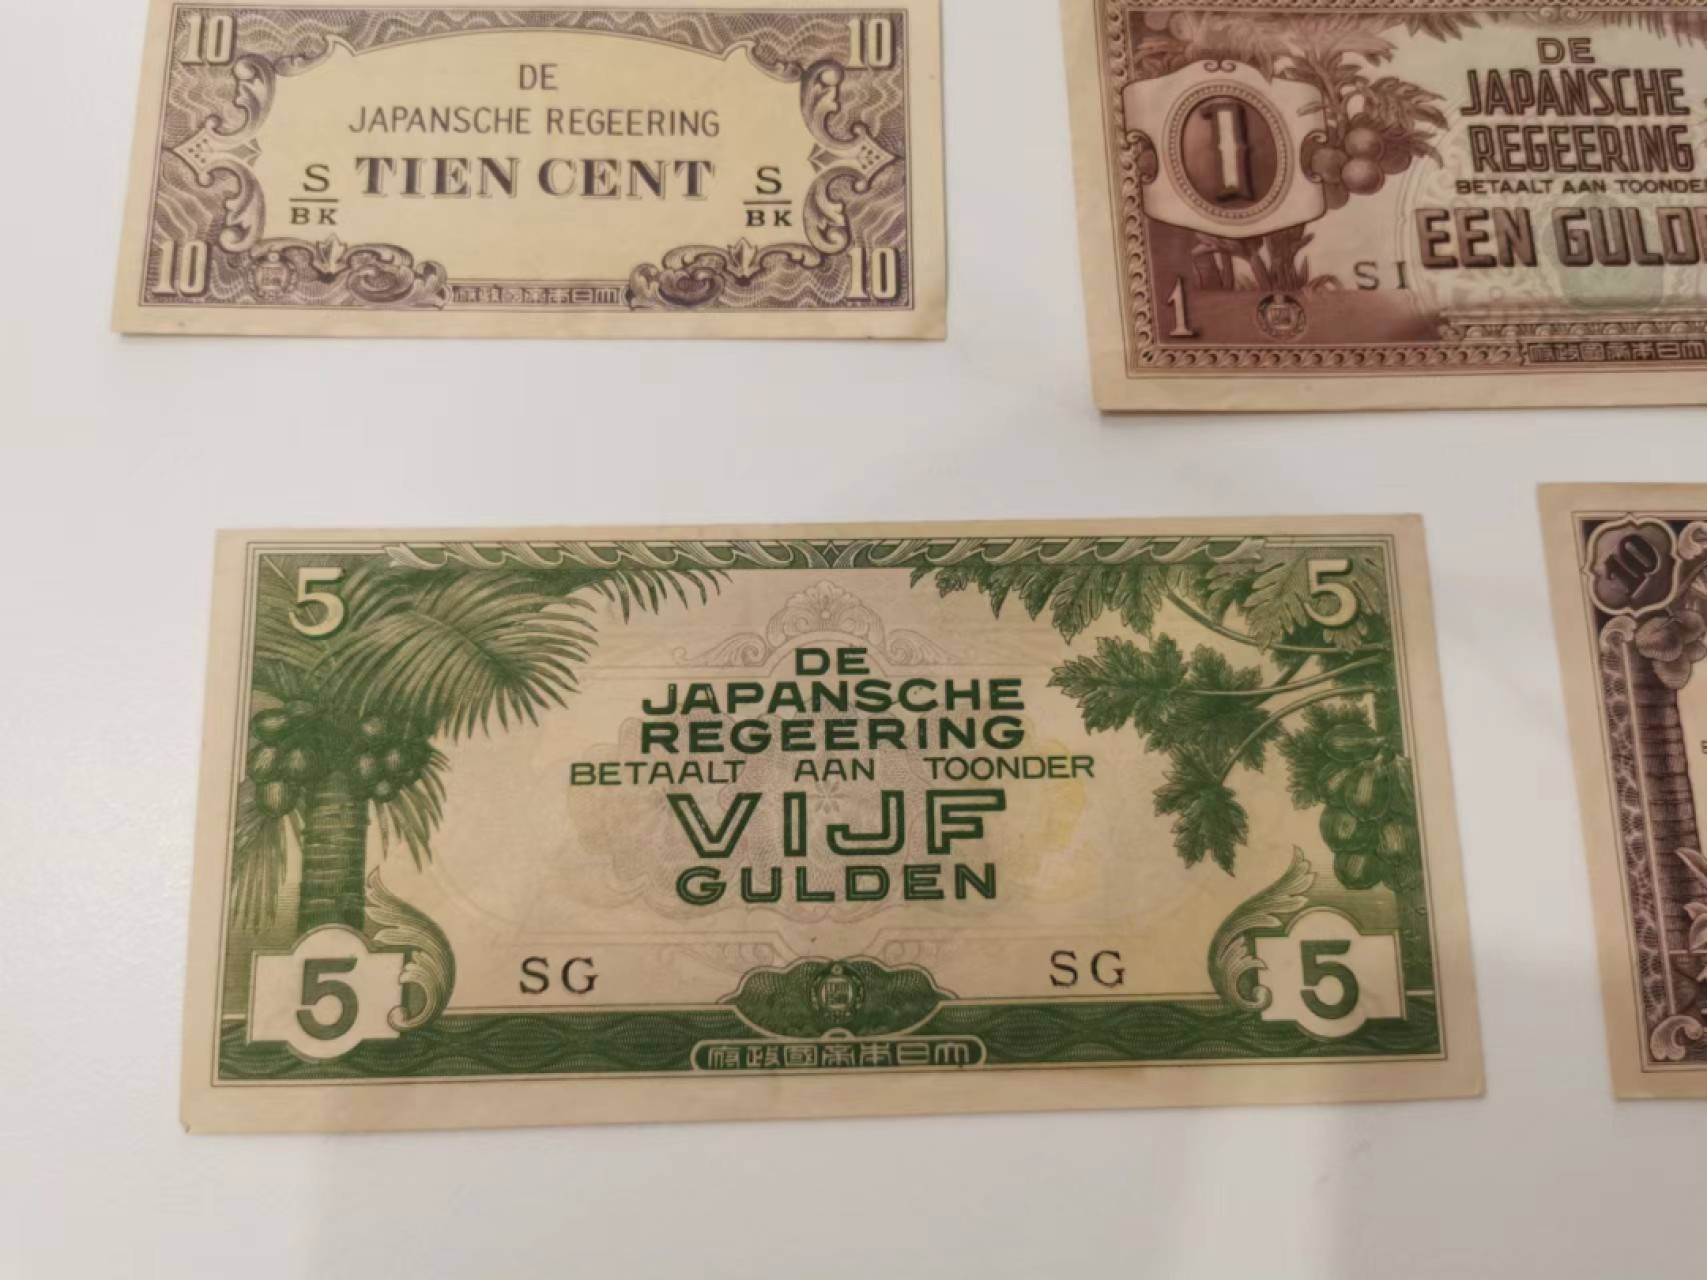 10 10
DE
JAPANSCHE REGEERING
S TIEN CENT S
BK BK
10 10
府政國帝本日大
DE
JAPANSCHE
REGEERING
1
BETAALT AAN TOONDER
EEN GULD
SI
1
府政國帝本日
5 5
DE
JAPANSCHE
REGEERING
BETAALT AAN TOONDER
VIJF
GULDEN
SG SG
5 5
府政國帝本日大
10